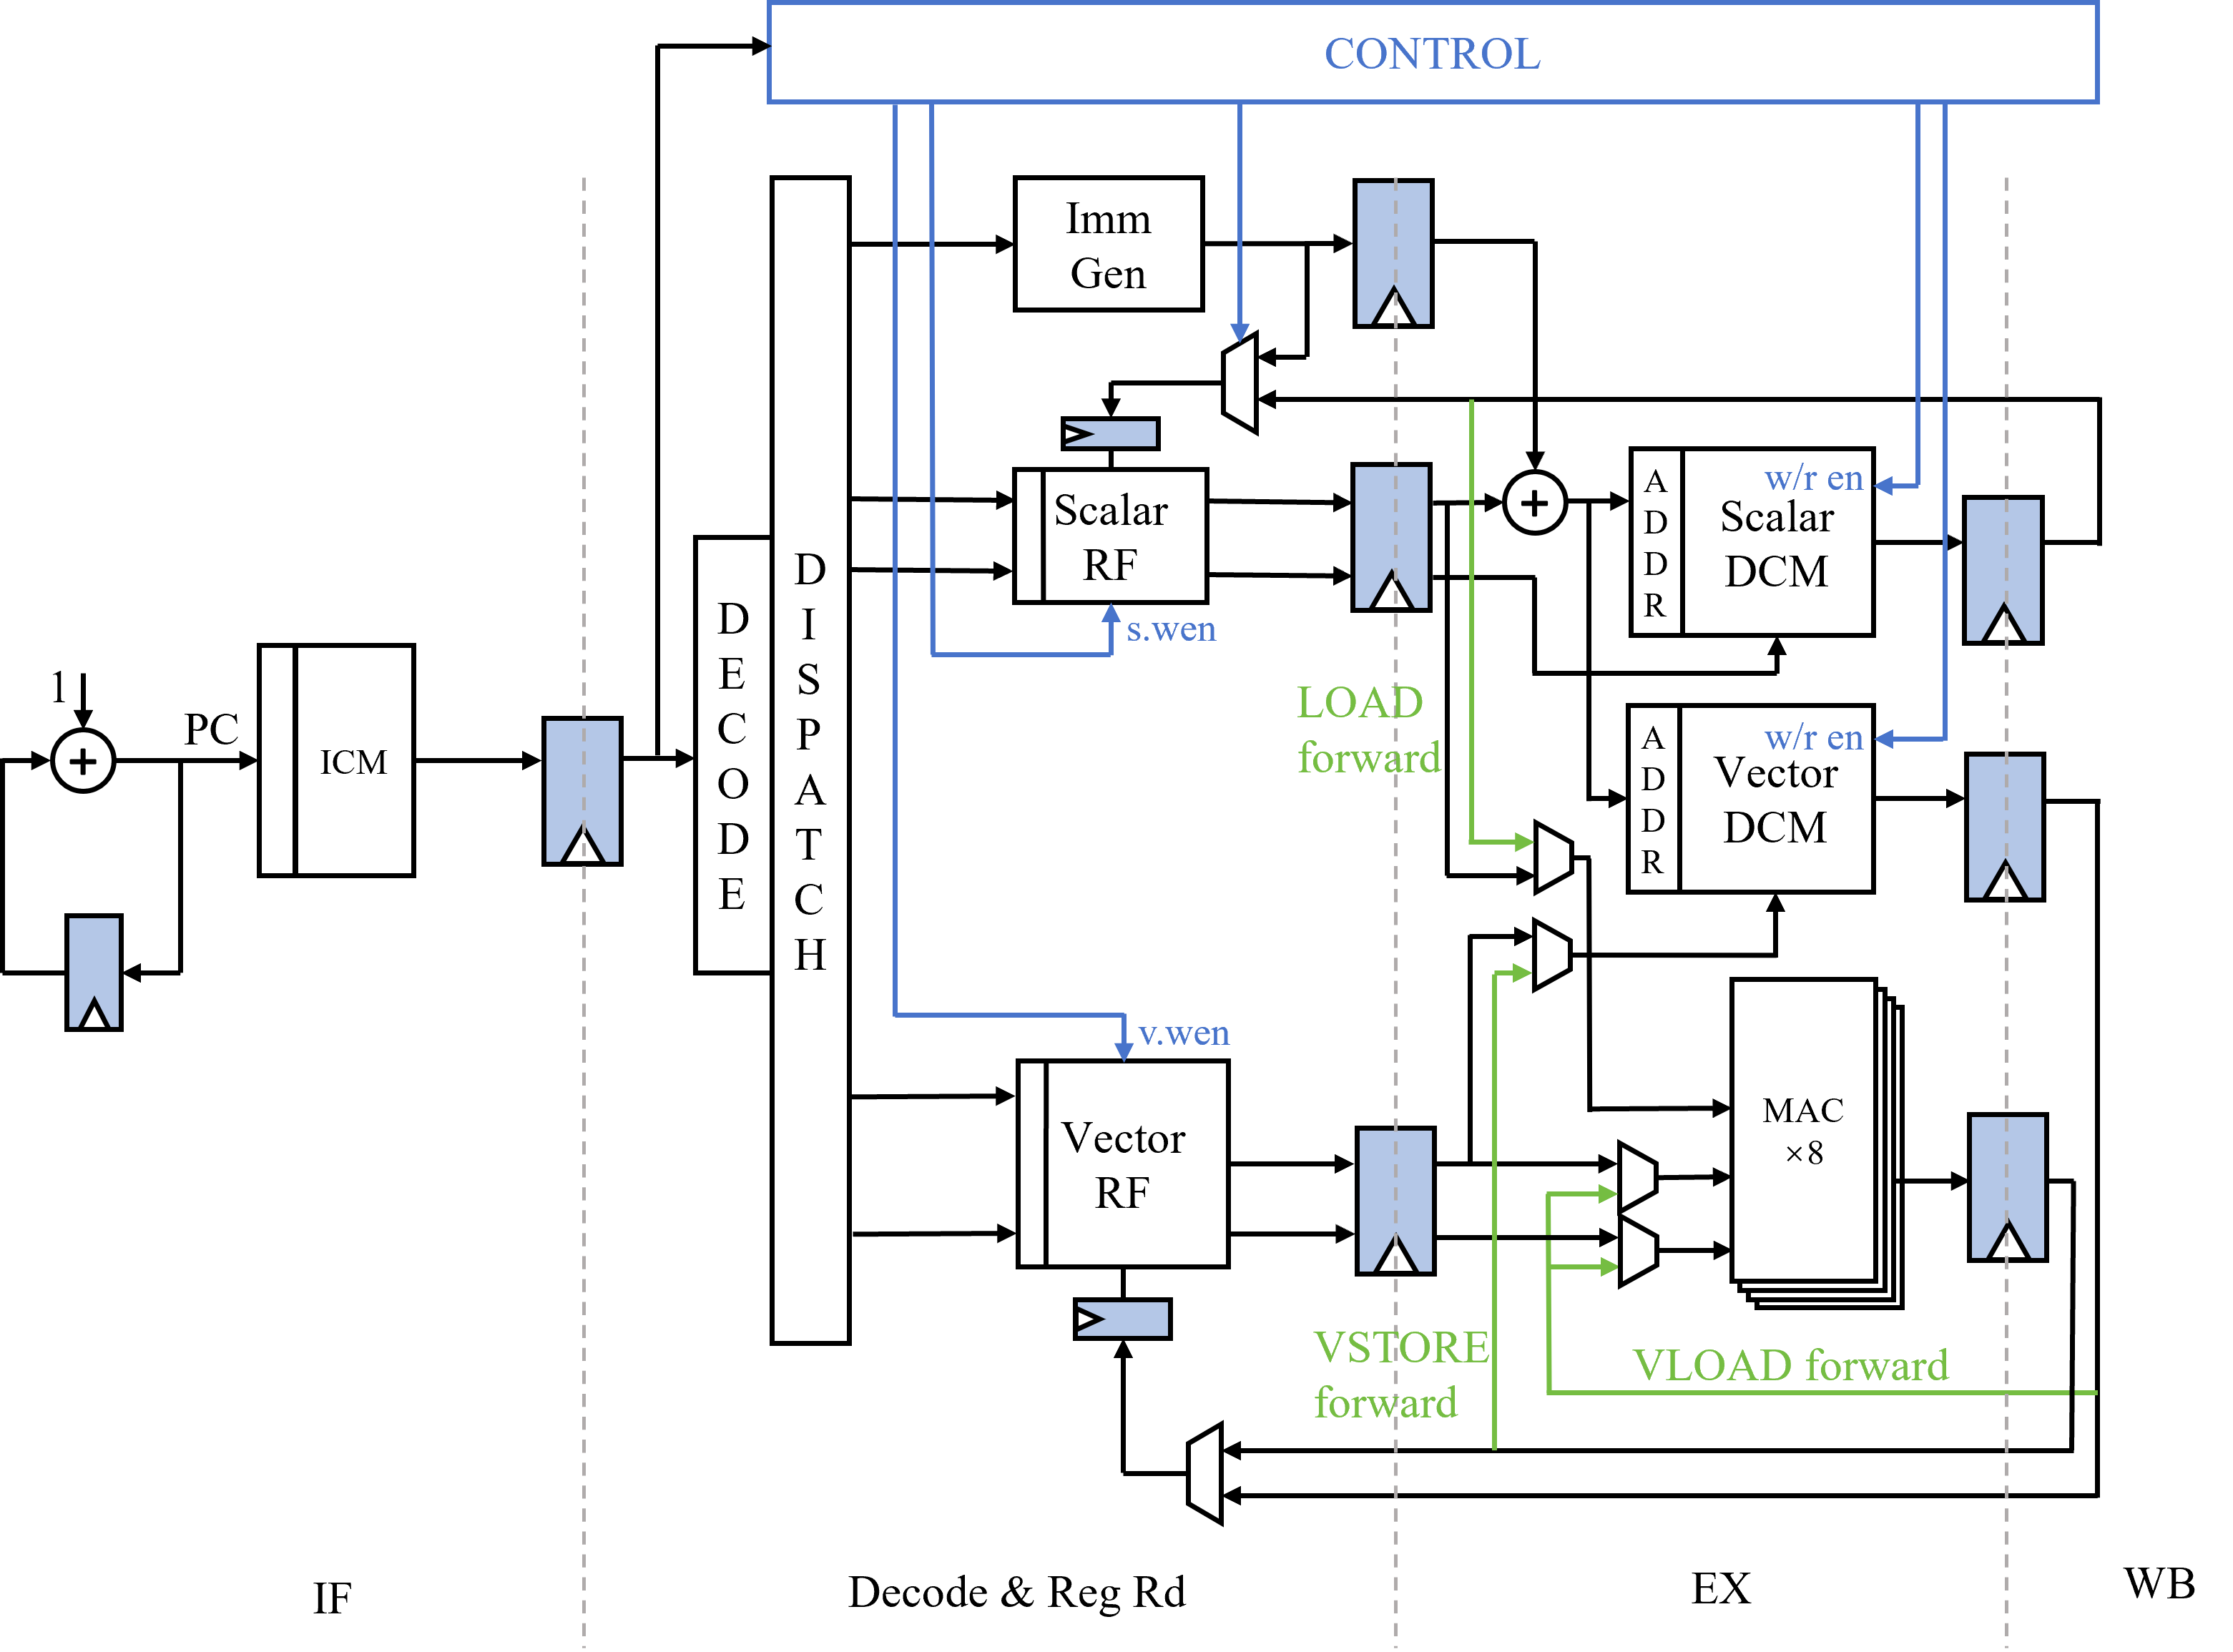 CONTROL
Imm
Gen
w/r en
Scalar
DCM
A
D
D
R
Scalar
RF
s.wen
D
I
S
P
A
T
C
H
D
E
C
O
D
E
1
+
PC
ICM
+
LOAD
forward
w/r en
Vector
DCM
A
D
D
R
v.wen
Vector
RF
MAC
×8
VSTORE
forward
VLOAD forward
IF
Decode & Reg Rd
EX
WB